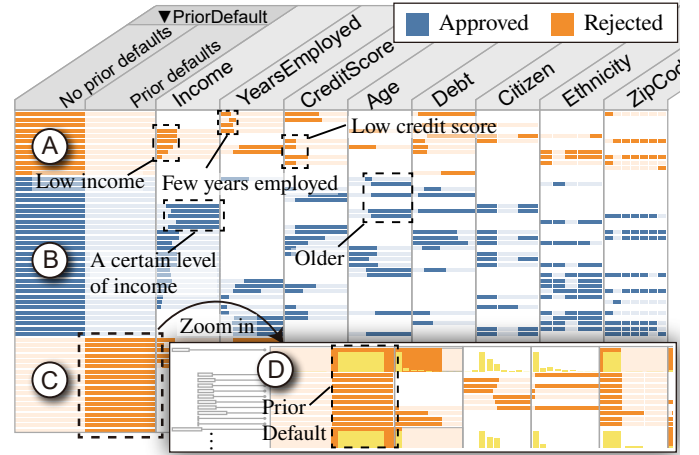 ▼PriorDefault
Approved
Rejected
No prior defaults
Prior defaults
Income
YearsEmployed
CreditScore
Age
Debt
Citizen
Ethnicity
ZipCod
A
Low credit score
Low income
Few years employed
B
A certain level
of income
Older
Zoom in
C
D
Prior
Default